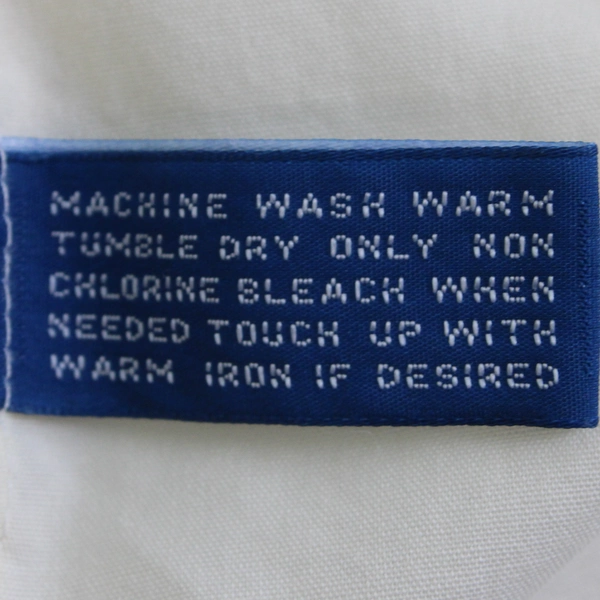 MACHINE WASH WARM
TUMBLE DRY ONLY NON
CHLORINE BLEACH WHEN
NEEDED TOUCH UP WITH
WARM IRON IF DESIRED